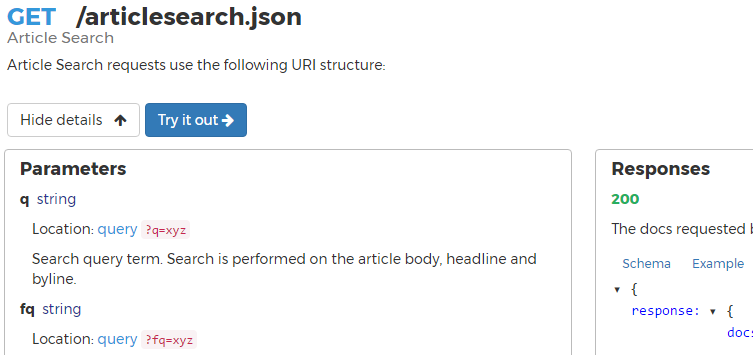 GET /articlesearch.json
Article Search
Article Search requests use the following URI structure:
Hide details
Try it out
Parameters
q string
Location: query ?q=xyz
Search query term. Search is performed on the article body, headline and
byline.
fq string
Location: query ?fq=xyz
Responses
200
The docs requested b
Schema Example
{
response: {
docs